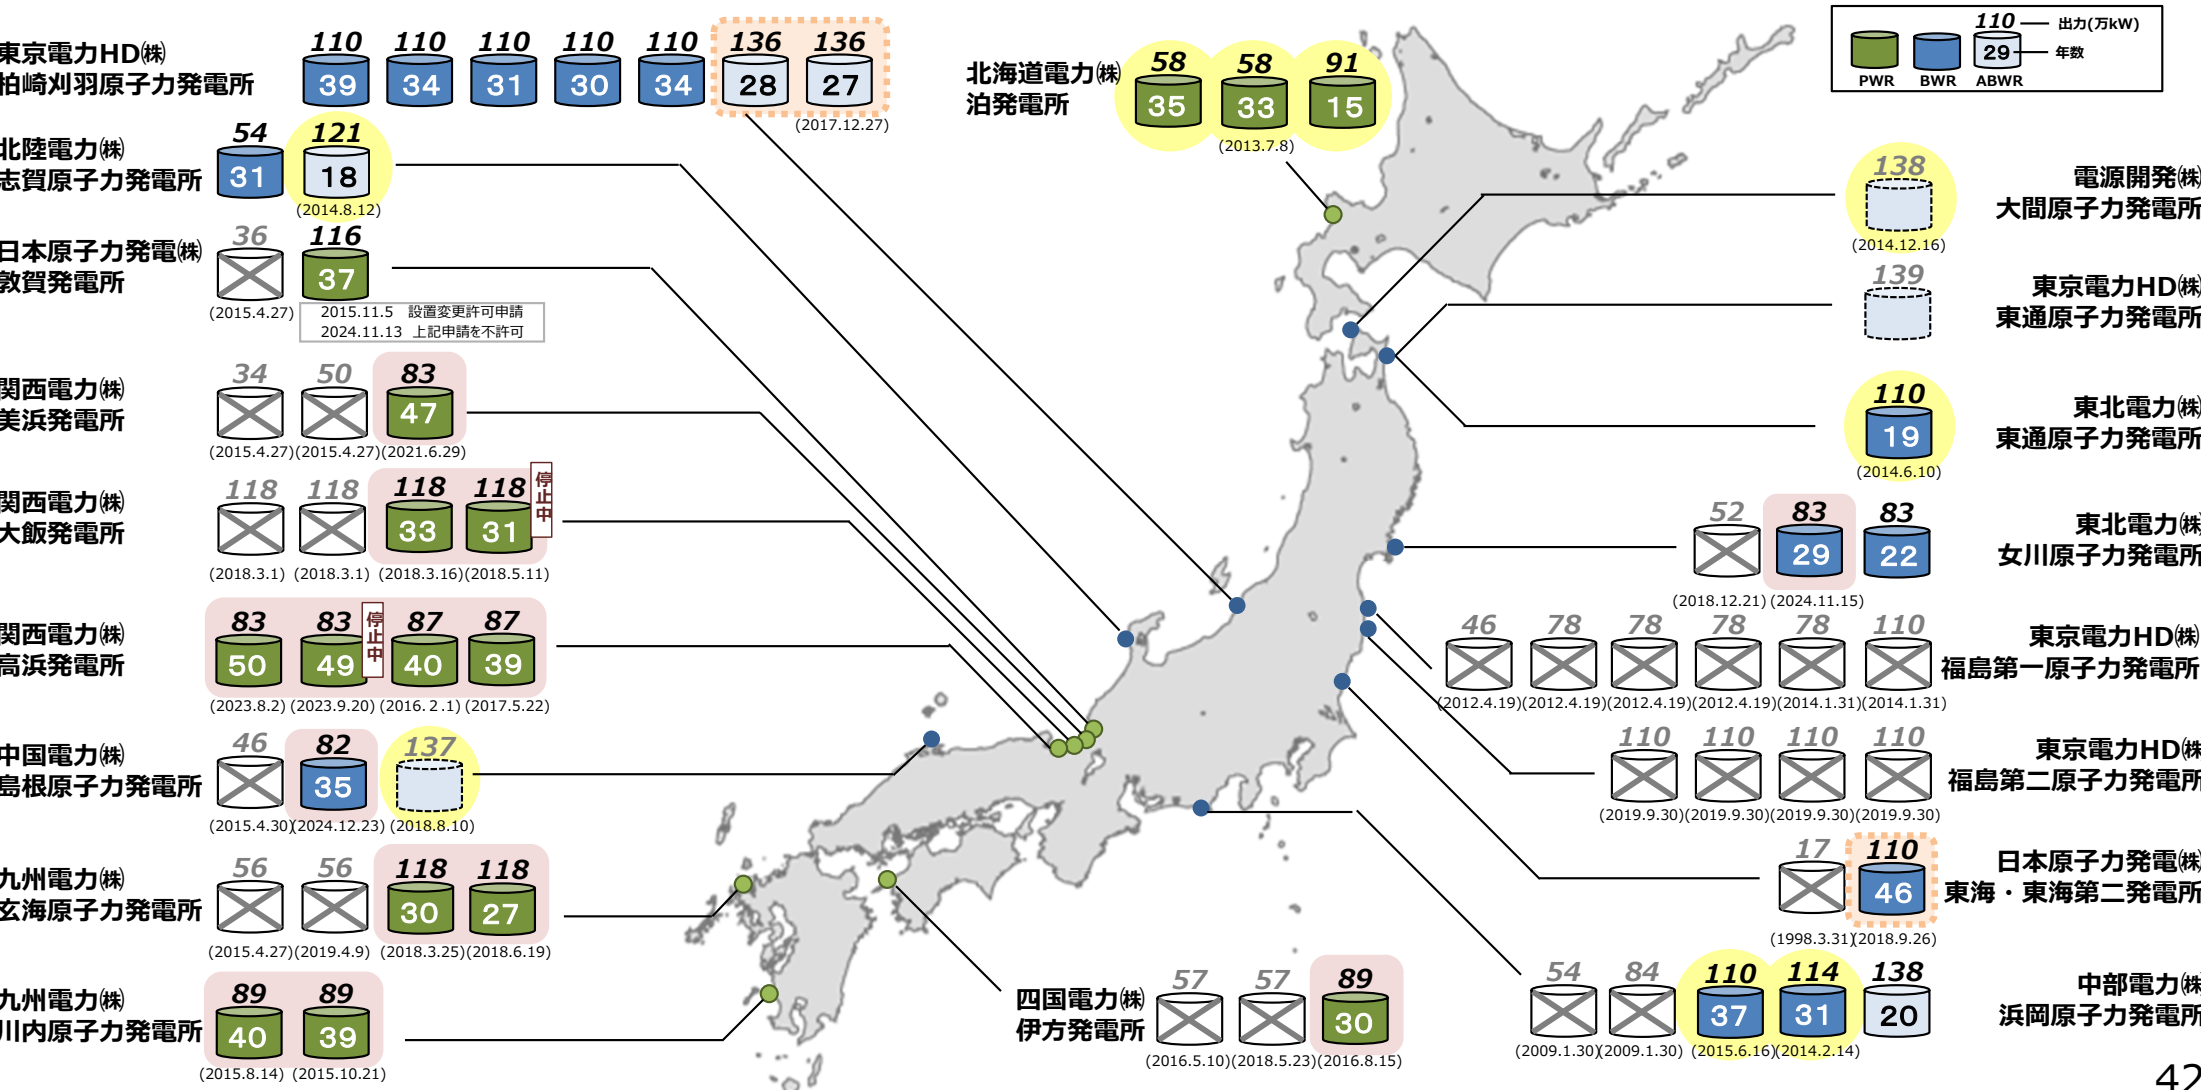 東京電力HD㈱
柏崎刈羽原子力発電所
110 110 110 110 110 136 136
39 34 31 30 34 28 27
(2017.12.27)
北陸電力㈱
志賀原子力発電所
54 121
31 18
(2014.8.12)
日本原子力発電㈱
敦賀発電所
36 116
37
(2015.4.27)
2015.11.5 設置変更許可申請
2024.11.13 上記申請を不許可
関西電力㈱
美浜発電所
34 50 83
47
(2015.4.27)(2015.4.27)(2021.6.29)
関西電力㈱
大飯発電所
118 118 118 118
33 31
停止中
(2018.3.1) (2018.3.1) (2018.3.16)(2018.5.11)
関西電力㈱
高浜発電所
83 83 87 87
50 49 40 39
停止中
(2023.8.2) (2023.9.20) (2016.2.1) (2017.5.22)
中国電力㈱
島根原子力発電所
46 82 137
35
(2015.4.30)(2024.12.23) (2018.8.10)
九州電力㈱
玄海原子力発電所
56 56 118 118
30 27
(2015.4.27)(2019.4.9) (2018.3.25)(2018.6.19)
九州電力㈱
川内原子力発電所
89 89
40 39
(2015.8.14) (2015.10.21)
北海道電力㈱
泊発電所
58 58 91
35 33 15
(2013.7.8)
四国電力㈱
伊方発電所
57 57 89
30
(2016.5.10)(2018.5.23)(2016.8.15)
110 出力(万kW)
29 年数
PWR BWR ABWR
138
電源開発㈱
大間原子力発電所
(2014.12.16)
139
東京電力HD㈱
東通原子力発電所
110
19
東北電力㈱
東通原子力発電所
(2014.6.10)
52 83 83
29 22
東北電力㈱
女川原子力発電所
(2018.12.21) (2024.11.15)
46 78 78 78 78 110
東京電力HD㈱
福島第一原子力発電所
(2012.4.19)(2012.4.19)(2012.4.19)(2012.4.19)(2014.1.31)(2014.1.31)
110 110 110 110
東京電力HD㈱
福島第二原子力発電所
(2019.9.30)(2019.9.30)(2019.9.30)(2019.9.30)
17 110
46
日本原子力発電㈱
東海・東海第二発電所
(1998.3.31)(2018.9.26)
54 84 110 114 138
37 31 20
中部電力㈱
浜岡原子力発電所
(2009.1.30)(2009.1.30) (2015.6.16)(2014.2.14)
42